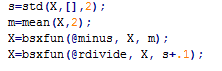 s=std(X,[],2);
m=mean(X,2);
X=bsxfun(@minus, X, m);
X=bsxfun(@rdivide, X, s+.1);